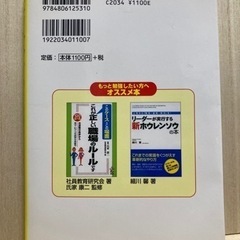 9784806125310
C2034 ¥1100E
1922034011007
定価：本体1100円＋税
もっと勉強したい方へ
オススメ本
これが正しい
職場の
ルールです
リーダーが実行する
新ホウレンソウ
の本
社員教育研究会 著
氏家 康二 監修
細川 馨 著